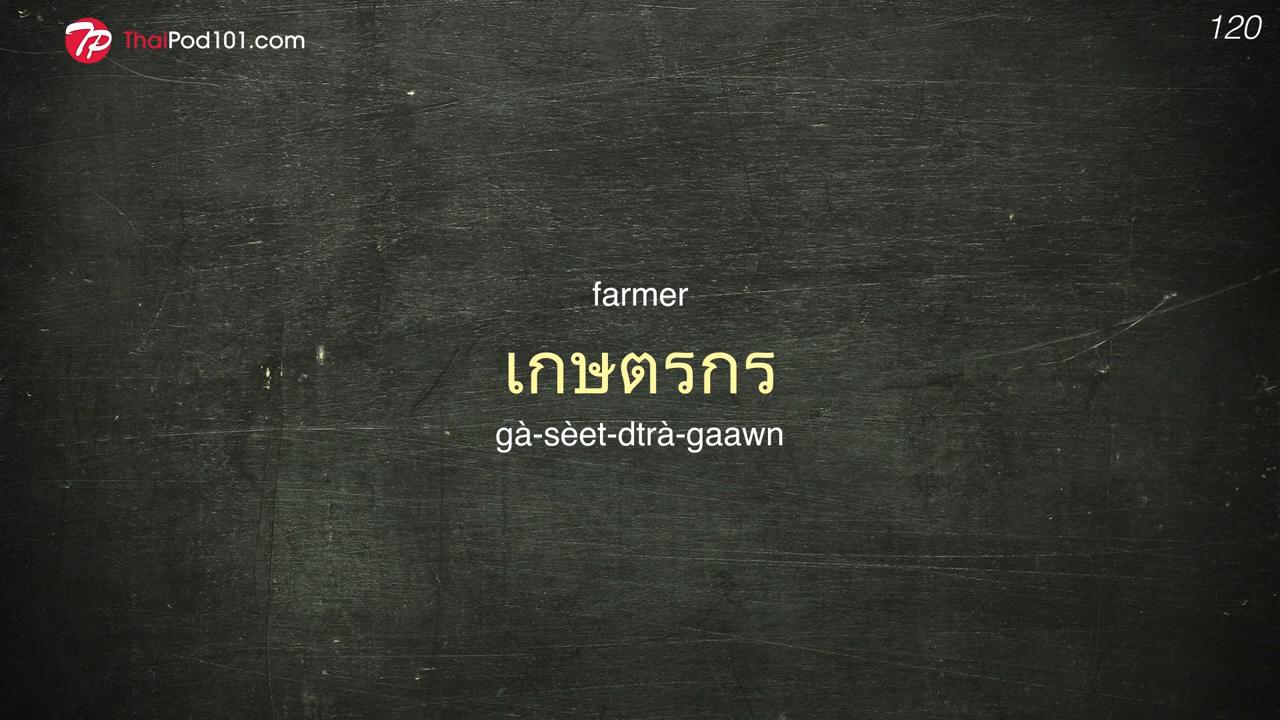 ThaiPod101.com
120
farmer
เกษตรกร
gà-sèet-dtrà-gaawn